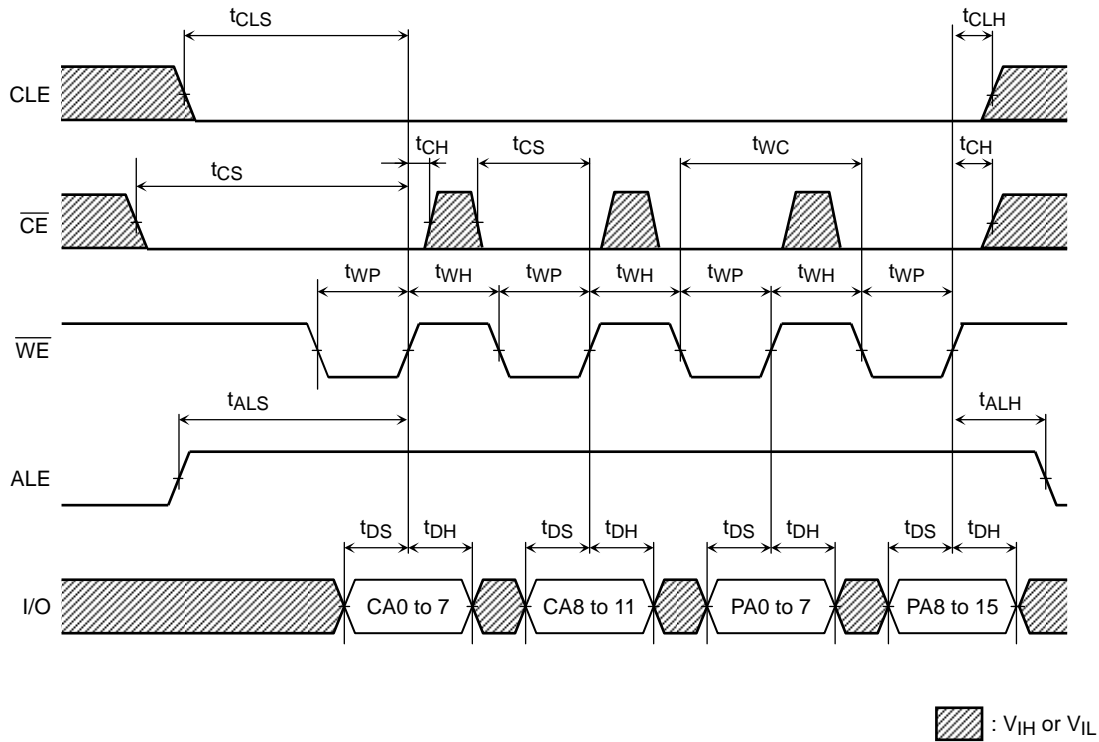 tCLS tCLH
CLE
tCH tCS tWC tCH
tCS
CE
tWP tWH tWP tWH tWP tWH tWP
WE
tALS tALH
ALE
tDS tDH tDS tDH tDS tDH tDS tDH
I/O CA0 to 7 CA8 to 11 PA0 to 7 PA8 to 15
: VIH or VIL